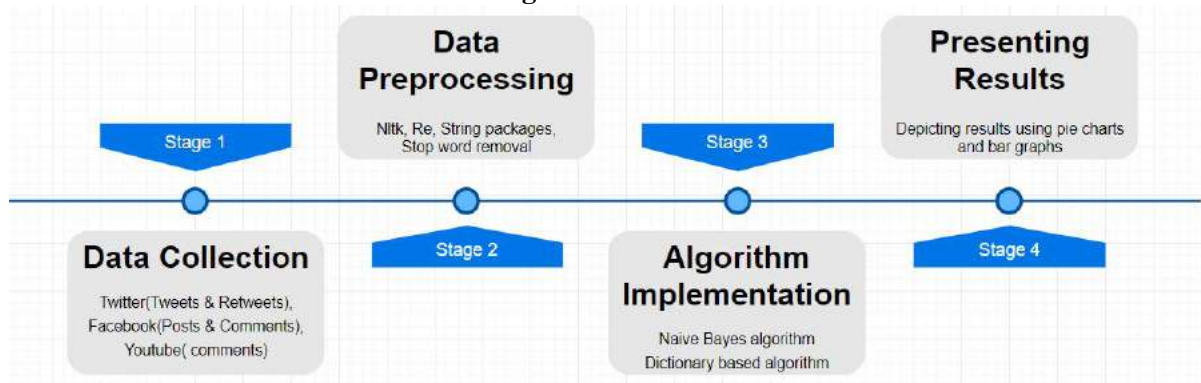 Stage 1
Data Collection
Twitter(Tweets & Retweets),
Facebook(Posts & Comments),
Youtube( comments)
Data
Preprocessing
Nltk, Re, String packages,
Stop word removal
Stage 2
Stage 3
Algorithm
Implementation
Naive Bayes algorithm
Dictionary based algorithm
Presenting
Results
Depicting results using pie charts
and bar graphs
Stage 4